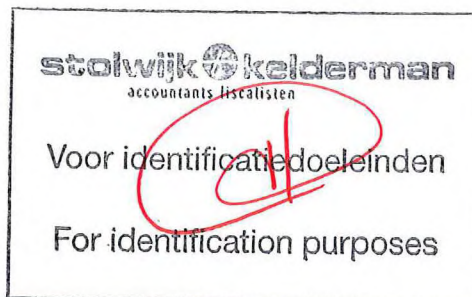 stolwijk kelderman
accountants fiscalisten
Voor identificatiedoeleinden
For identification purposes